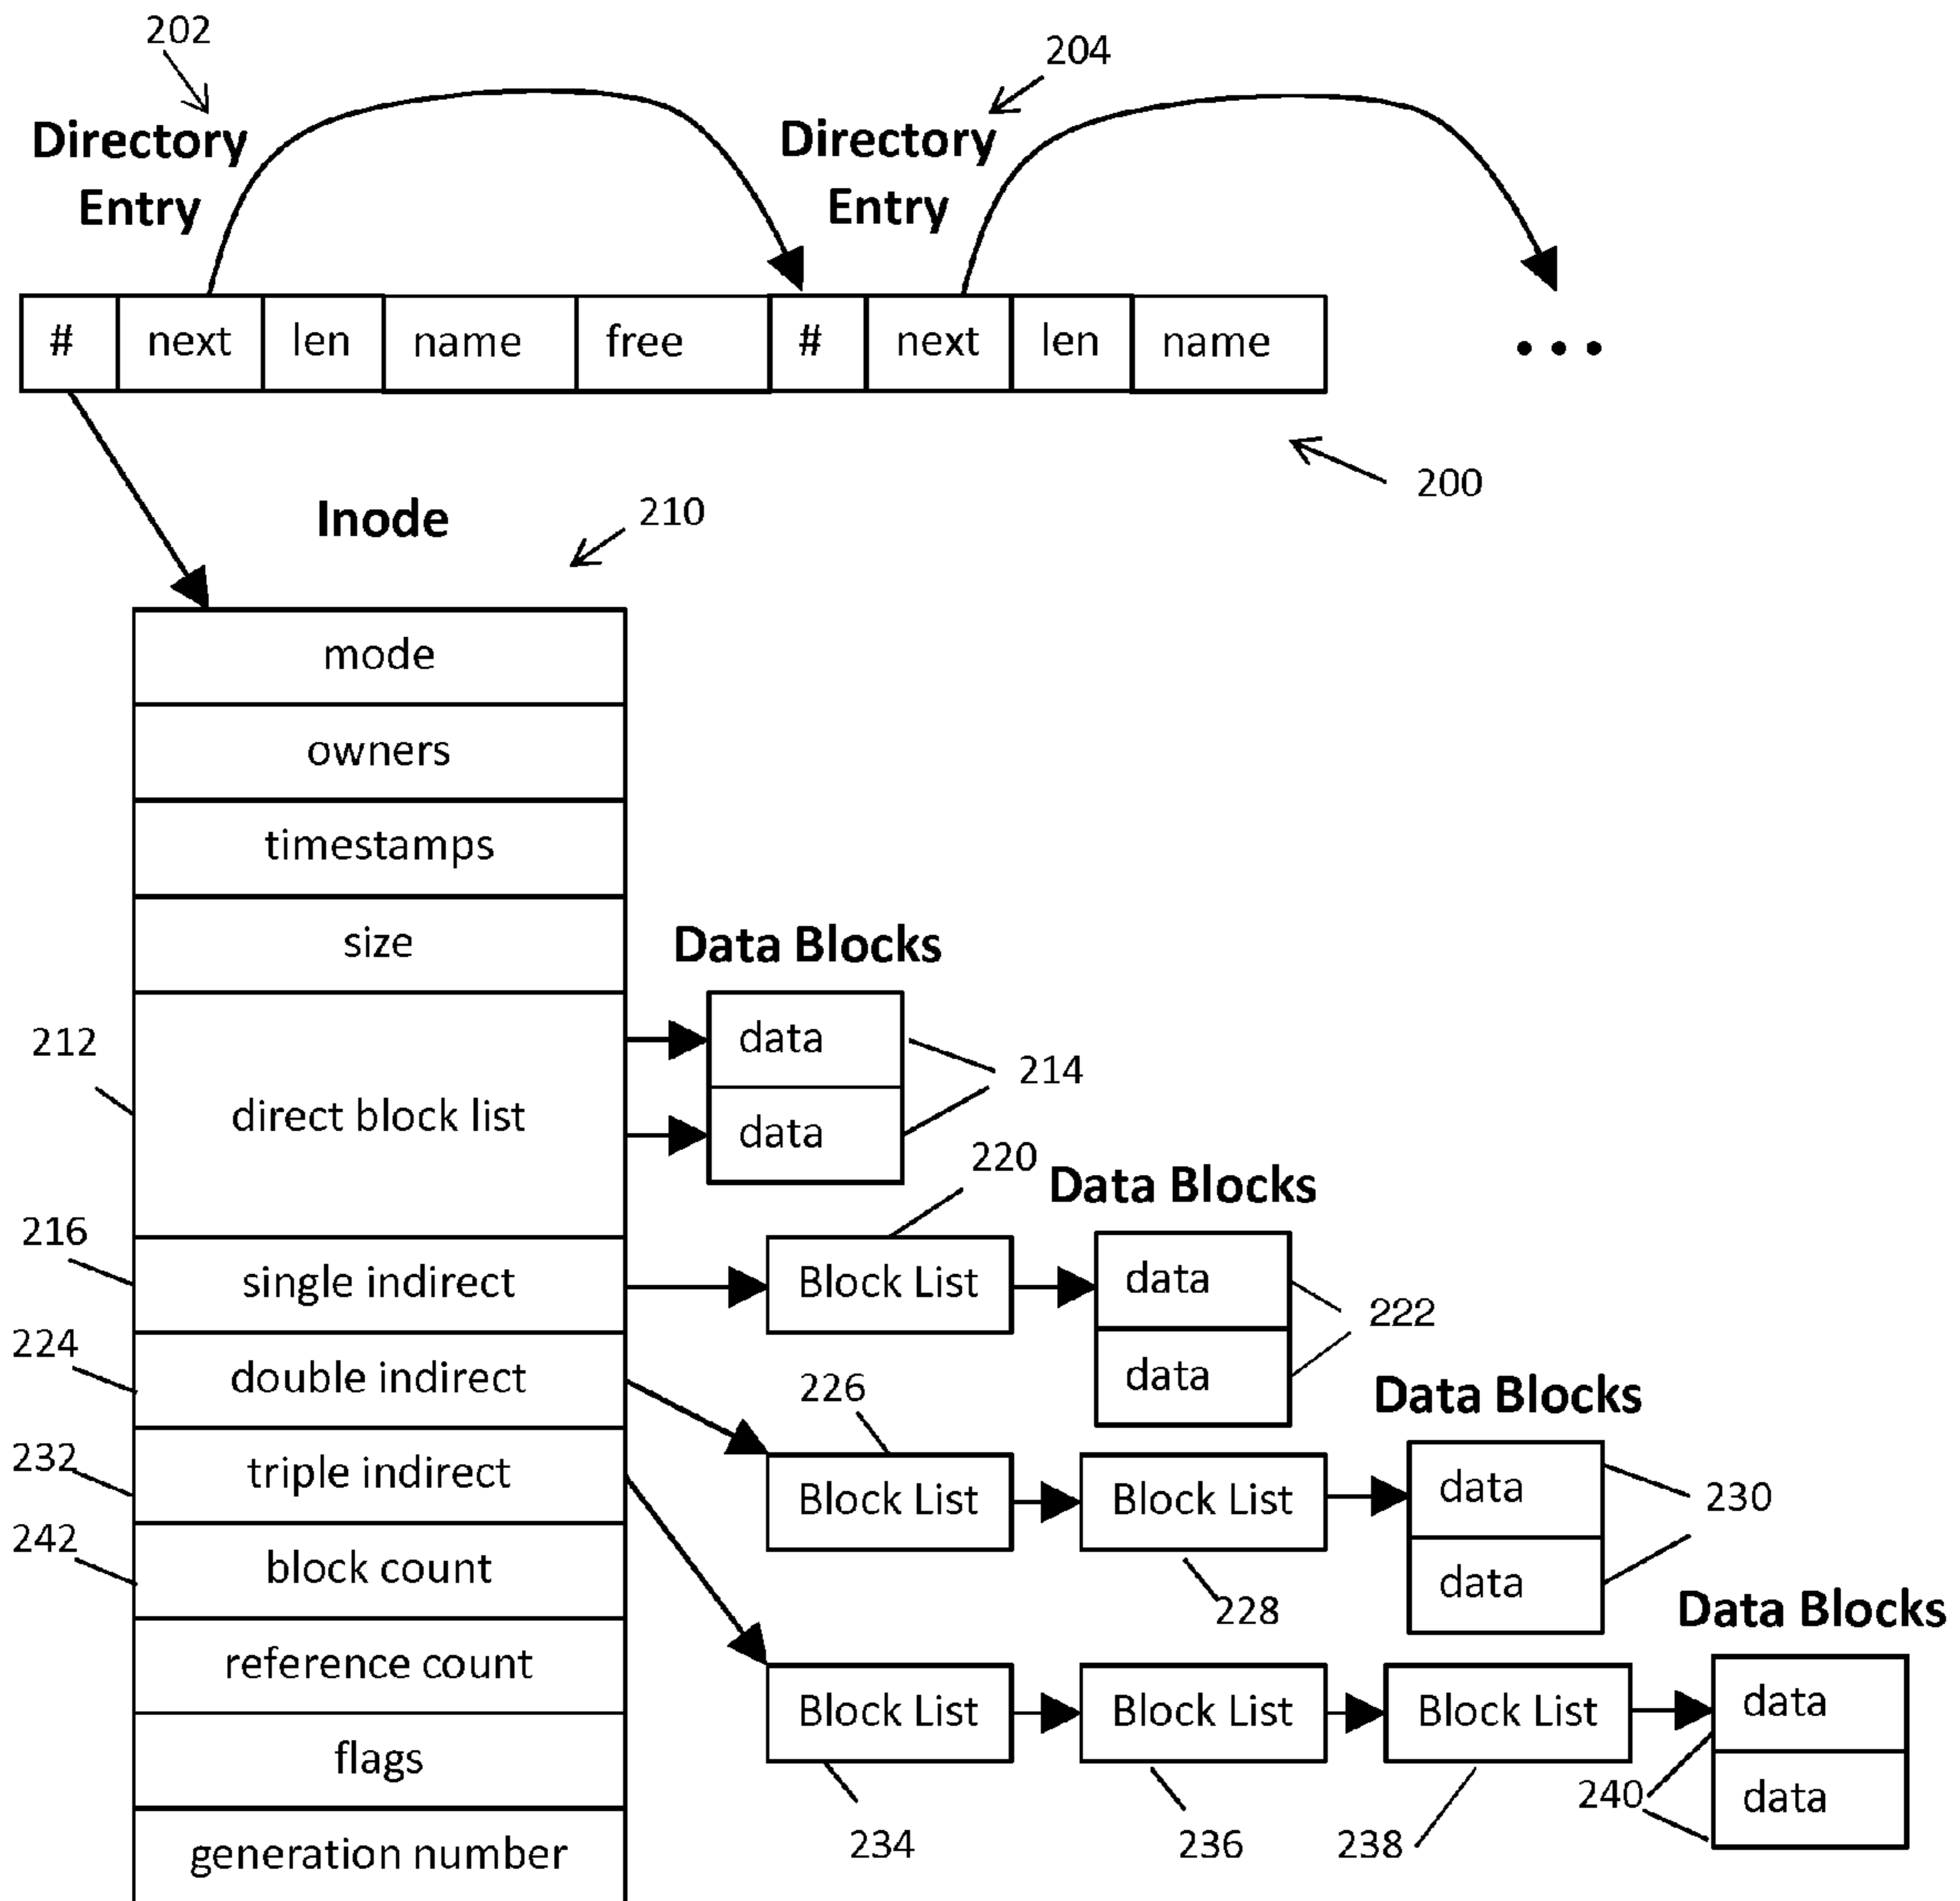 202
204
Directory
Entry
Directory
Entry
# next len name free # next len name
200
Inode
210
mode
owners
timestamps
size
Data Blocks
212
direct block list
data
data
214
220
Data Blocks
216
single indirect
Block List
data
data
222
224
double indirect
226
Data Blocks
232
triple indirect
Block List
Block List
data
data
230
242
block count
228
Data Blocks
reference count
Block List
Block List
Block List
data
data
flags
240
234
236
238
generation number